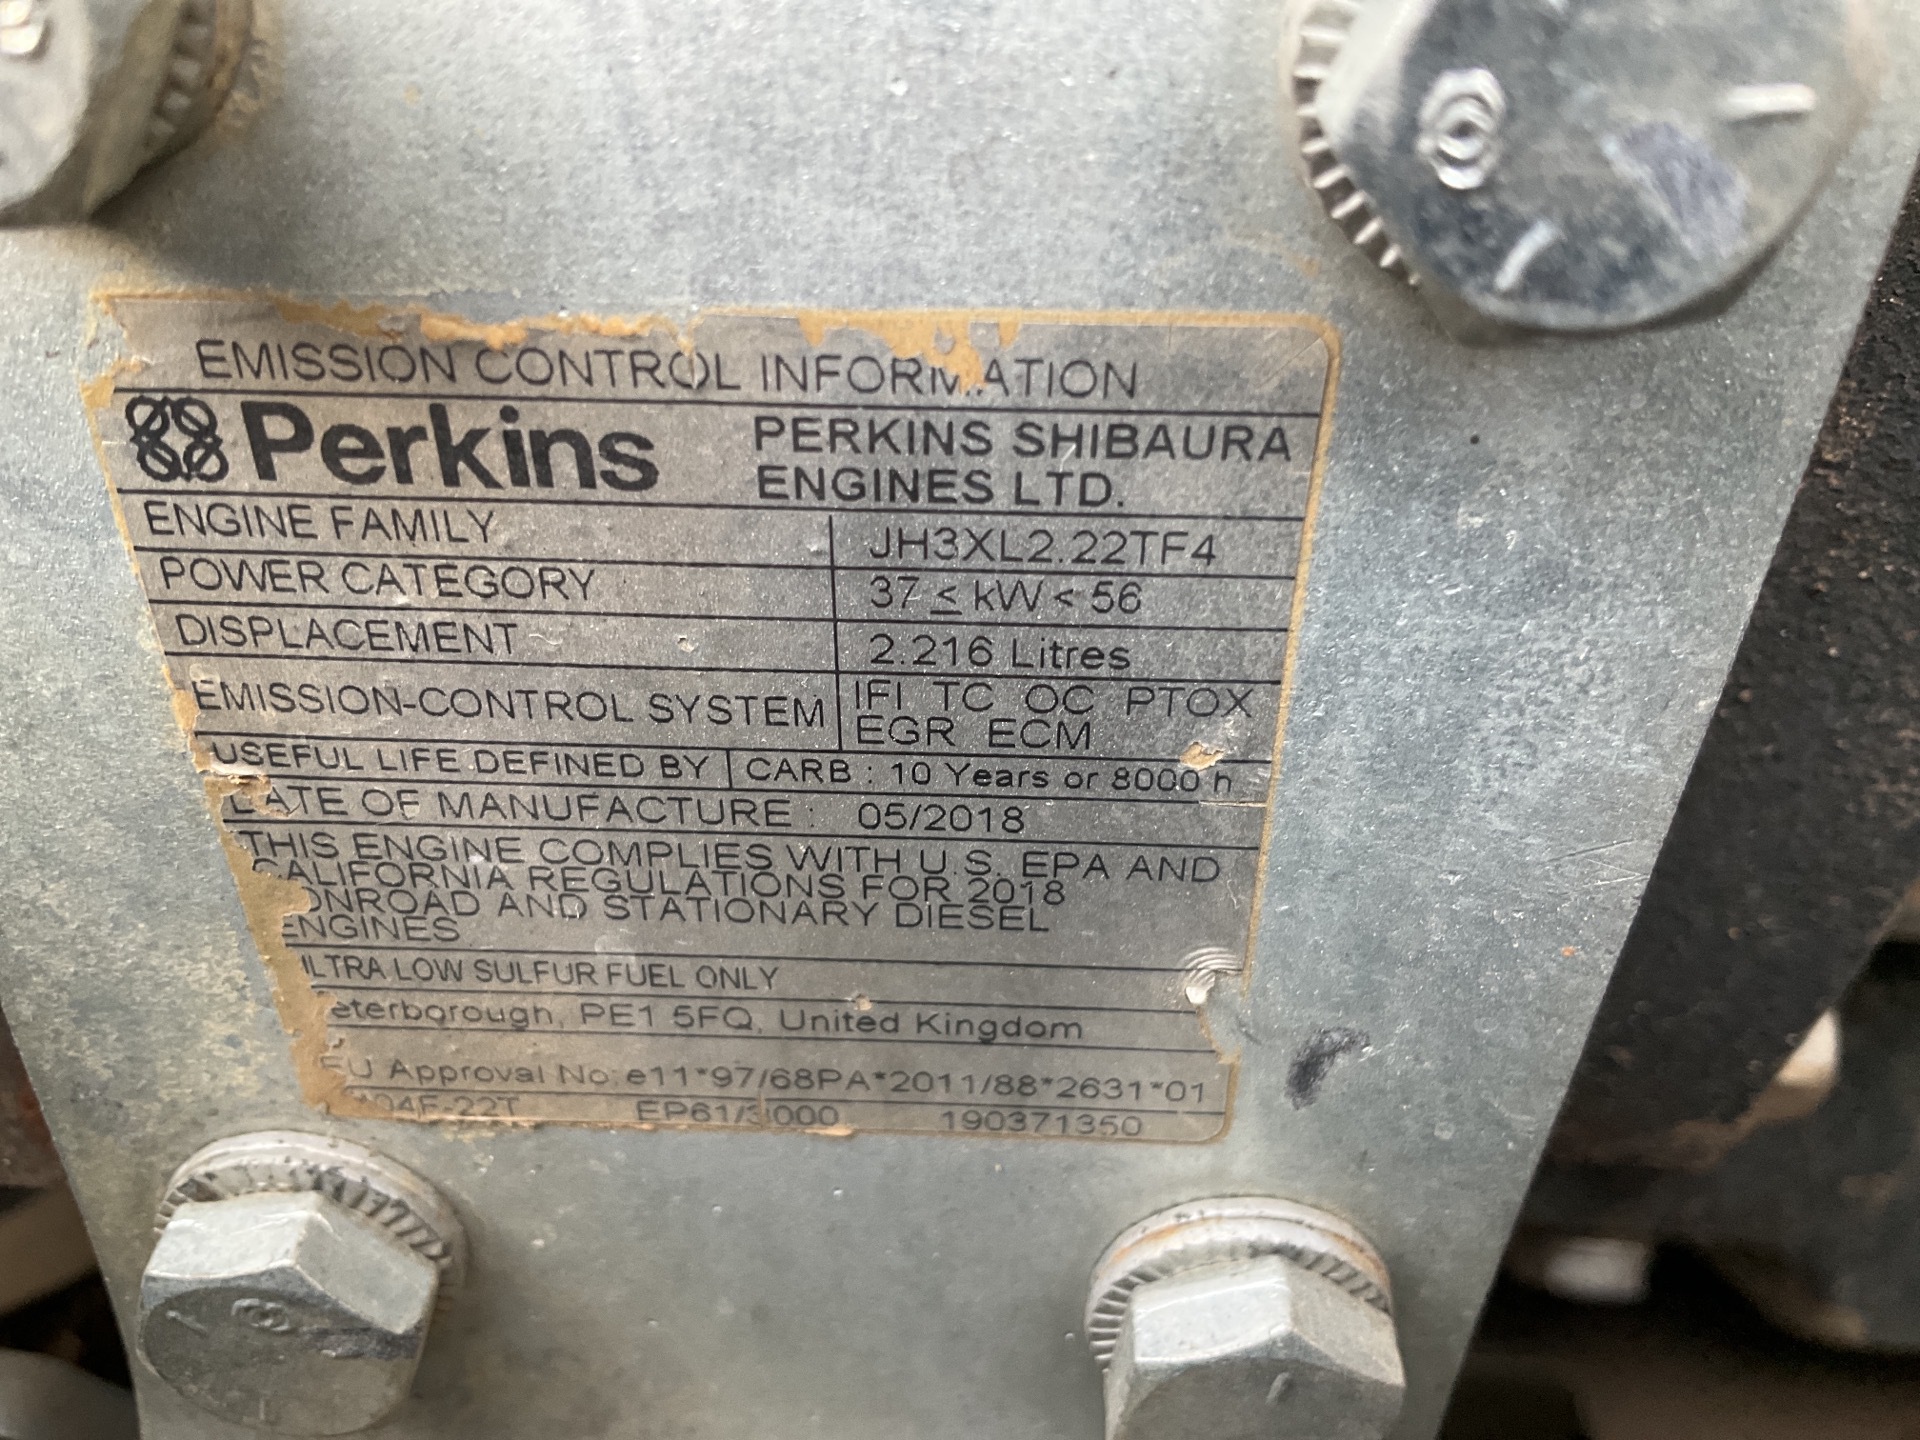 EMISSION CONTROL INFORMATION
Perkins
PERKINS SHIBAURA
ENGINES LTD.
ENGINE FAMILY JH3XL2.22TF4
POWER CATEGORY 37 ≤ kW < 56
DISPLACEMENT 2.216 Litres
EMISSION-CONTROL SYSTEM IFI TC OC PTOX
EGR ECM
USEFUL LIFE DEFINED BY CARB : 10 Years or 8000 h
DATE OF MANUFACTURE : 05/2018
THIS ENGINE COMPLIES WITH U.S. EPA AND
CALIFORNIA REGULATIONS FOR 2018
ONROAD AND STATIONARY DIESEL
ENGINES
ULTRA LOW SULFUR FUEL ONLY
eterborough, PE1 5FQ, United Kingdom
EU Approval No: e11*97/68PA*2011/88*2631*01
04F-22T EP61/3000 190371350